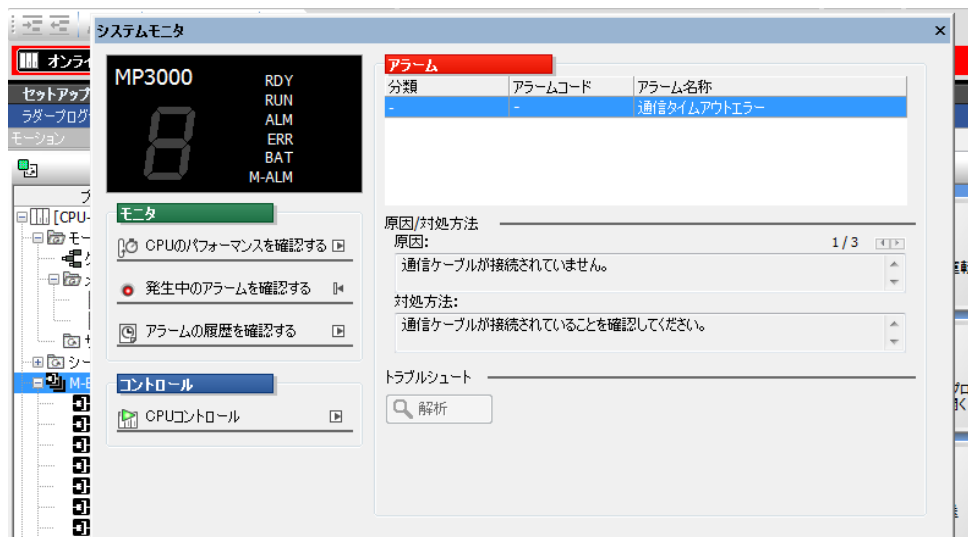 システムモニタ
オンライ
セットアップ
ラダープログ
モーション
MP3000
RDY
RUN
ALM
ERR
BAT
M-ALM
モニタ
CPUのパフォーマンスを確認する
発生中のアラームを確認する
アラームの履歴を確認する
コントロール
CPUコントロール
アラーム
分類 アラームコード アラーム名称
- - 通信タイムアウトエラー
原因/対処方法
原因: 1/3
通信ケーブルが接続されていません。
対処方法:
通信ケーブルが接続されていることを確認してください。
トラブルシュート
解析
[CPU-
モー
シー
M-E